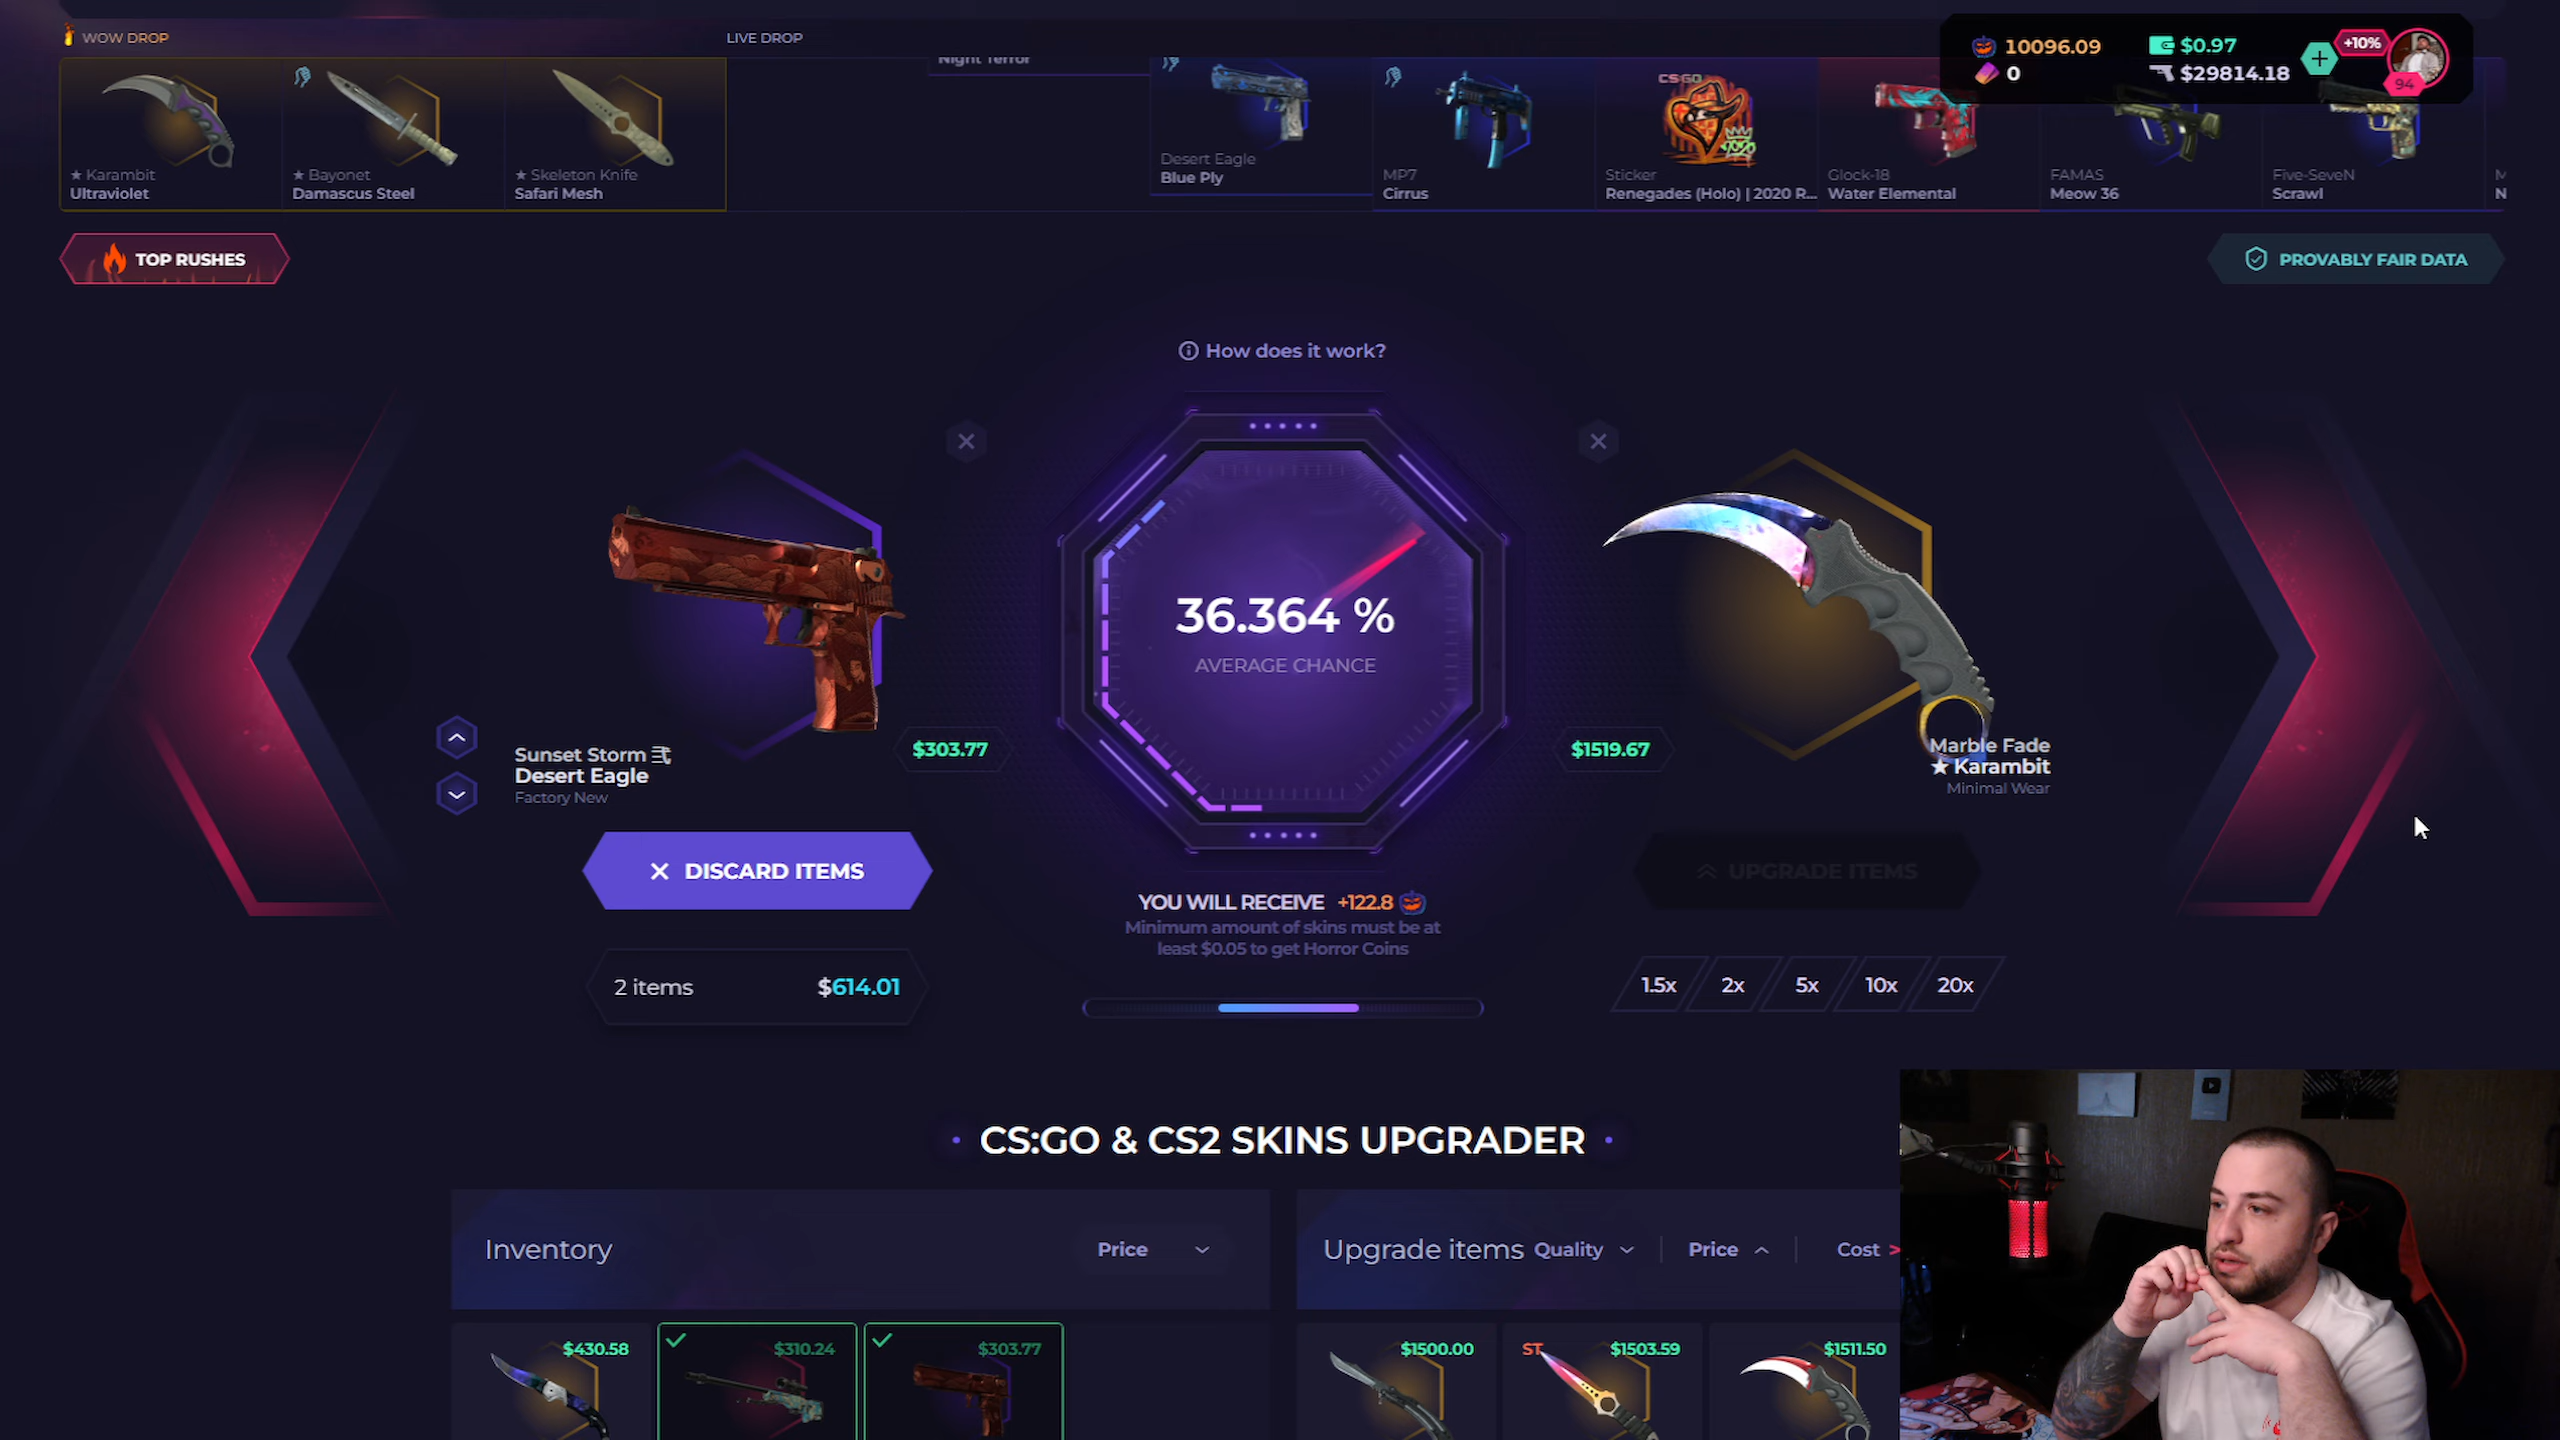 WOW DROP
LIVE DROP
★ Karambit
Ultraviolet
★ Bayonet
Damascus Steel
★ Skeleton Knife
Safari Mesh
Night Terror
Desert Eagle
Blue Ply
MP7
Cirrus
CS:GO
2020
Sticker
Renegades (Holo) | 2020 R...
Glock-18
Water Elemental
FAMAS
Meow 36
Five-SeveN
Scrawl
M
N
10096.09
$0.97
0
$29814.18
+10%
94
TOP RUSHES
PROVABLY FAIR DATA
How does it work?
36.364 %
AVERAGE CHANCE
$303.77
$1519.67
Sunset Storm 弐
Desert Eagle
Factory New
Marble Fade
★ Karambit
Minimal Wear
DISCARD ITEMS
UPGRADE ITEMS
YOU WILL RECEIVE +122.8
Minimum amount of skins must be at
least $0.05 to get Horror Coins
2 items $614.01
1.5x 2x 5x 10x 20x
CS:GO & CS2 SKINS UPGRADER
Inventory
Price
Upgrade items
Quality
Price
Cost >
$430.58
$310.24
$303.77
$1500.00
ST
$1503.59
$1511.50